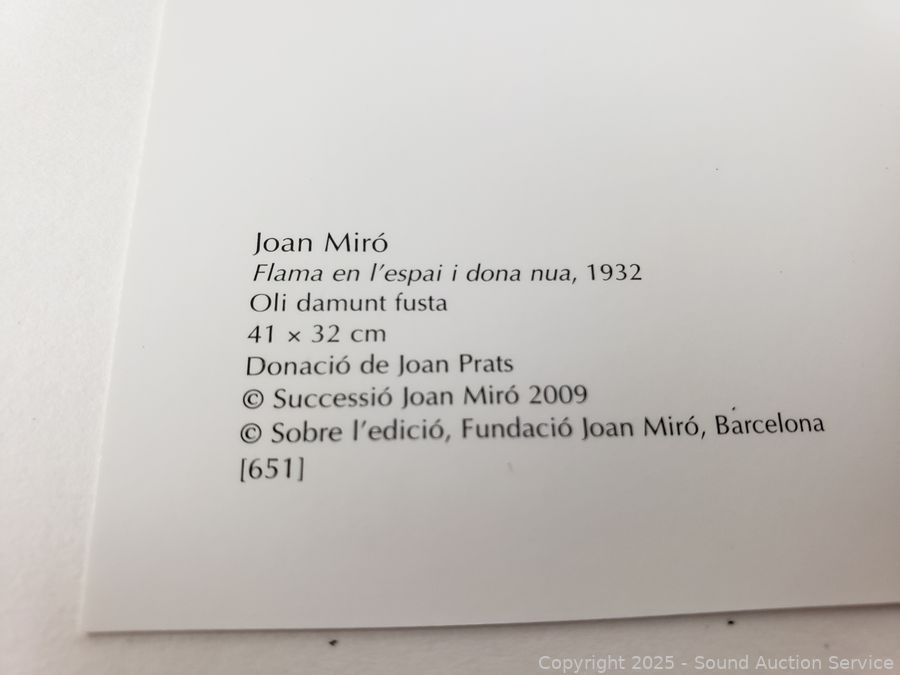 Joan Miró
Flama en l'espai i dona nua, 1932
Oli damunt fusta
41 × 32 cm
Donació de Joan Prats
© Successió Joan Miró 2009
© Sobre l'edició, Fundació Joan Miró, Barcelona
[651]
Copyright 2025 - Sound Auction Service